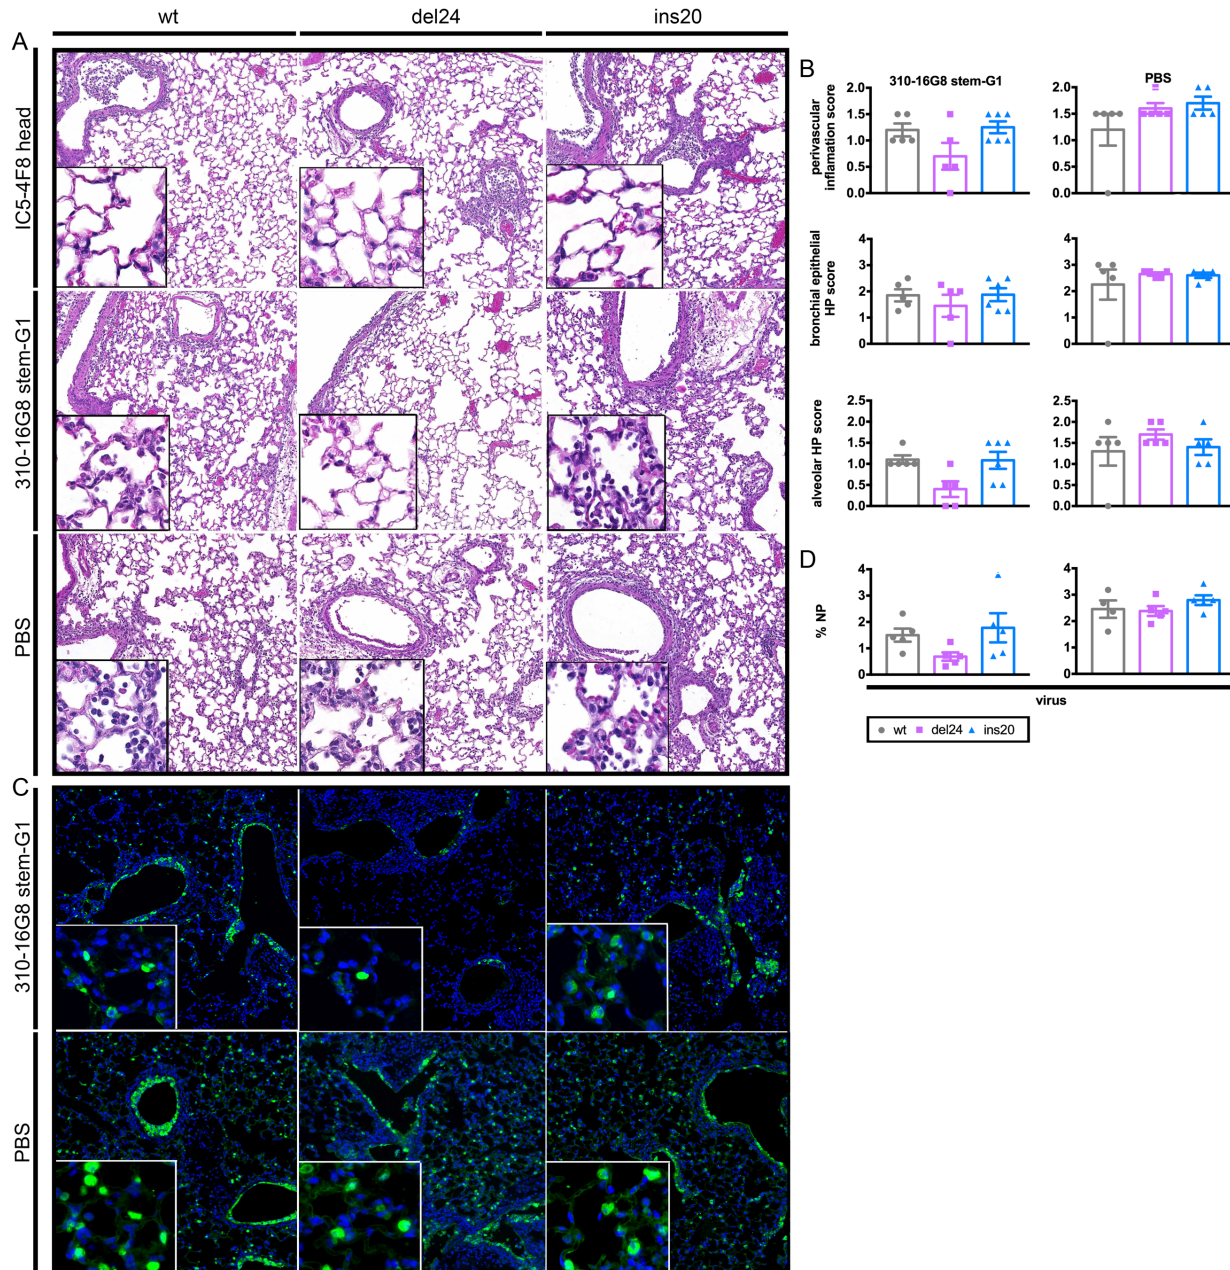 wt del24 ins20
A
IC5-4F8 head
310-16G8 stem-G1
PBS
B
310-16G8 stem-G1 PBS
perivascular
inflamation score
2.0
1.5
1.0
0.5
0.0
2.0
1.5
1.0
0.5
0.0
bronchial epithelial
HP score
4
3
2
1
0
4
3
2
1
0
alveolar HP score
2.5
2.0
1.5
1.0
0.5
0.0
2.5
2.0
1.5
1.0
0.5
0.0
D
% NP
4
3
2
1
0
4
3
2
1
0
virus
wt del24 ins20
C
310-16G8 stem-G1
PBS